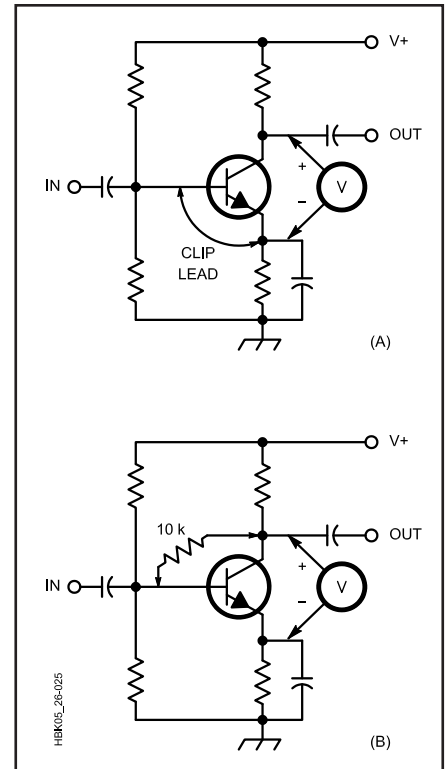 V+
OUT
+
IN
V
–
CLIP
LEAD
(A)
V+
10 k
OUT
+
IN
V
–
HBK05_26-025
(B)